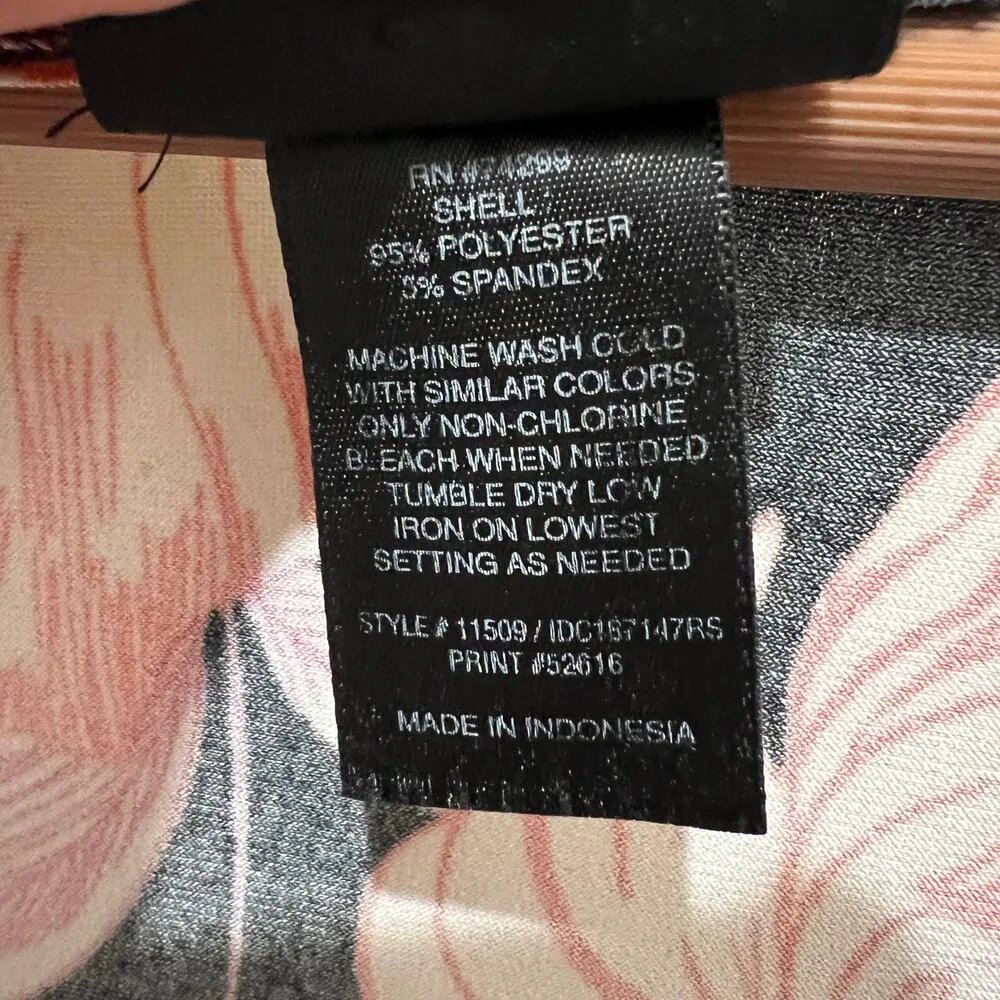 RN #74298
SHELL
95% POLYESTER
5% SPANDEX
MACHINE WASH COLD
WITH SIMILAR COLORS
ONLY NON-CHLORINE
BLEACH WHEN NEEDED
TUMBLE DRY LOW
IRON ON LOWEST
SETTING AS NEEDED
STYLE # 11509 / IDC167147RS
PRINT #52616
MADE IN INDONESIA